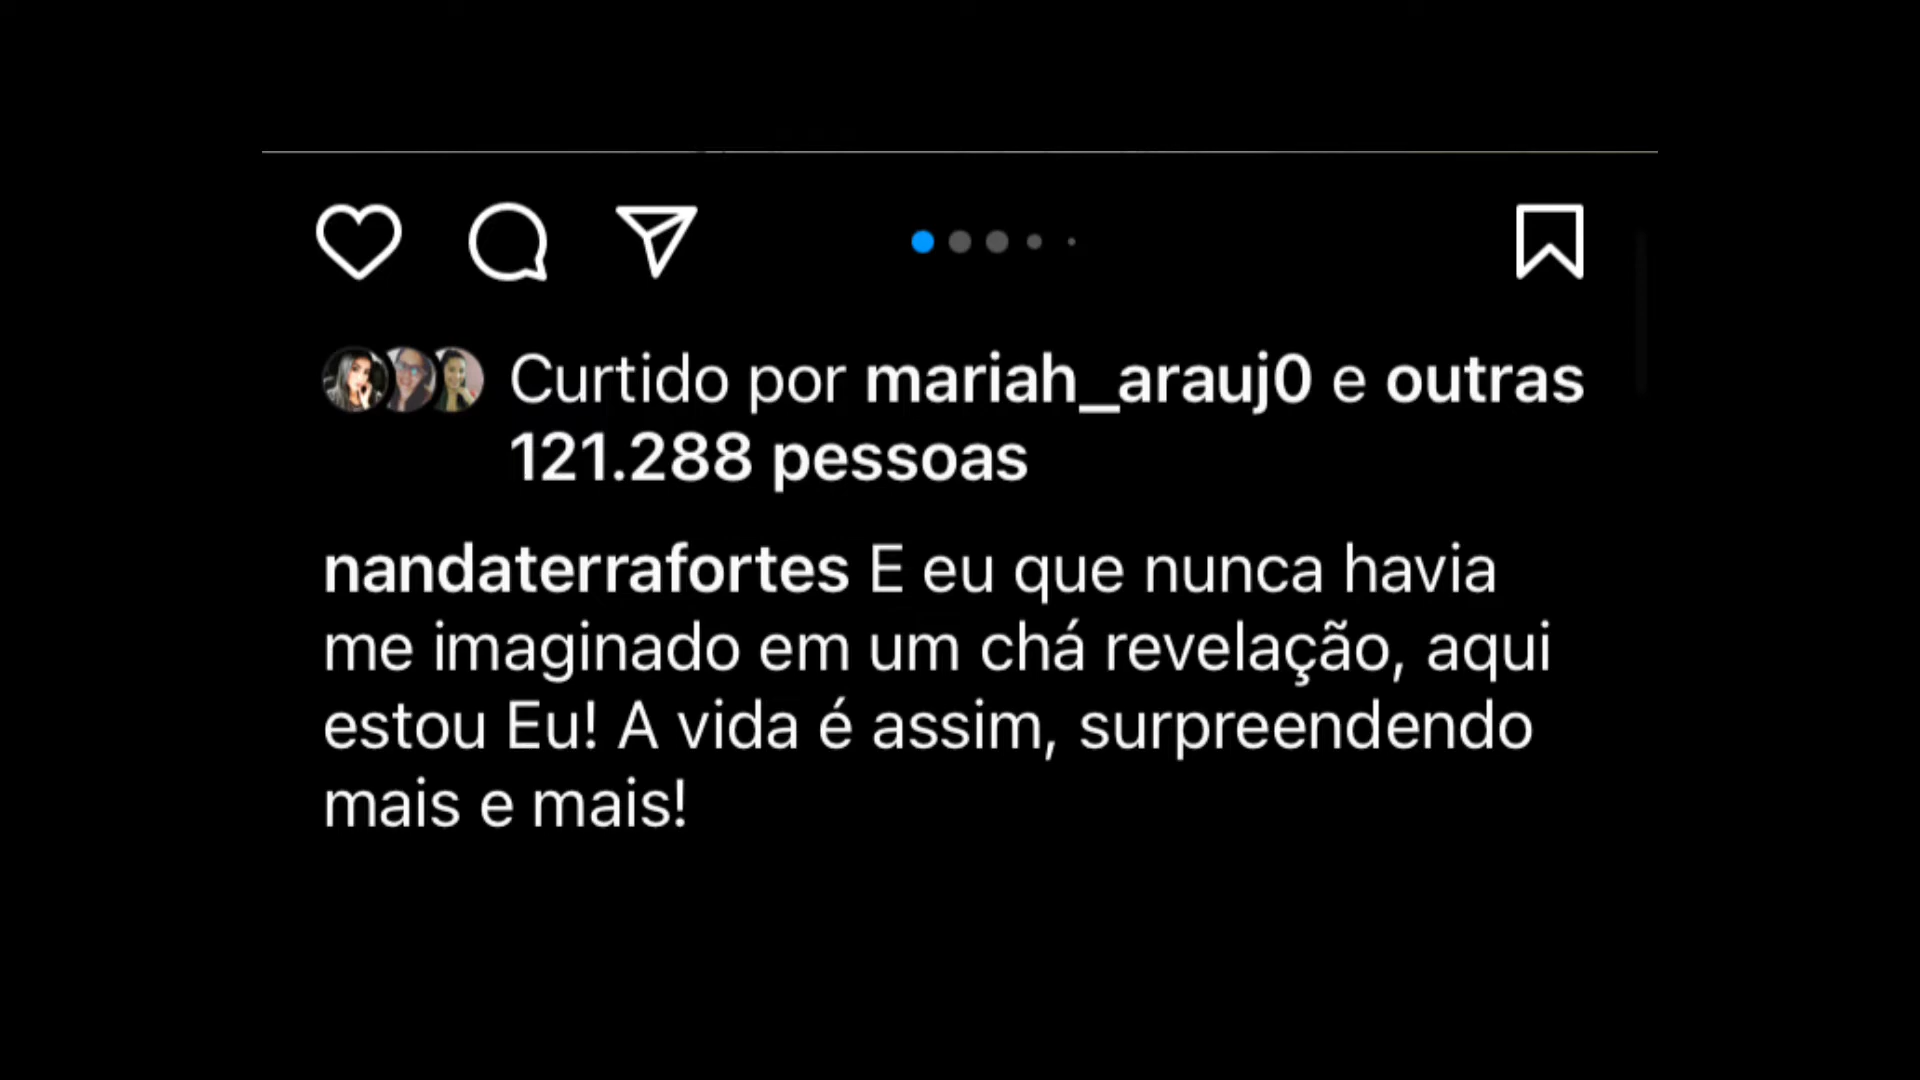 Curtido por mariah_arauj0 e outras
121.288 pessoas
nandaterrafortes E eu que nunca havia
me imaginado em um chá revelação, aqui
estou Eu! A vida é assim, surpreendendo
mais e mais!